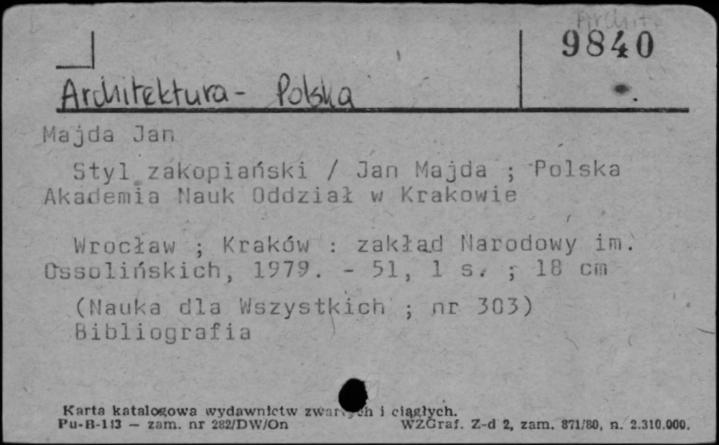 Archit.
9840
Architektura - Polska
Majda Jan
Styl zakopiański / Jan Majda ; Polska
Akademia Nauk Oddział w Krakowie
Wrocław ; Kraków : zakład Narodowy im.
Ossolińskich, 1979. - 51, 1 s. ; 18 cm
(Nauka dla Wszystkich ; nr 303)
Bibliografia
Karta katalogowa wydawnictw zwartych i ciągłych.
Pu-B-113 — zam. nr 282/DW/On WZGraf. Z-d 2, zam. 871/80, n. 2.310.000.